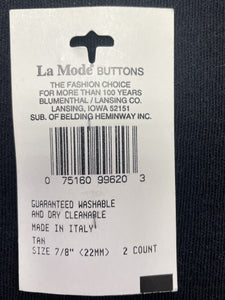 La Mode BUTTONS
THE FASHION CHOICE
FOR MORE THAN 100 YEARS
BLUMENTHAL / LANSING CO.
LANSING, IOWA 52151
SUB. OF BELDING HEMINWAY INC.
0 75160 99620 3
GUARANTEED WASHABLE
AND DRY CLEANABLE
MADE IN ITALY
TAN
SIZE 7/8" (22MM) 2 COUNT